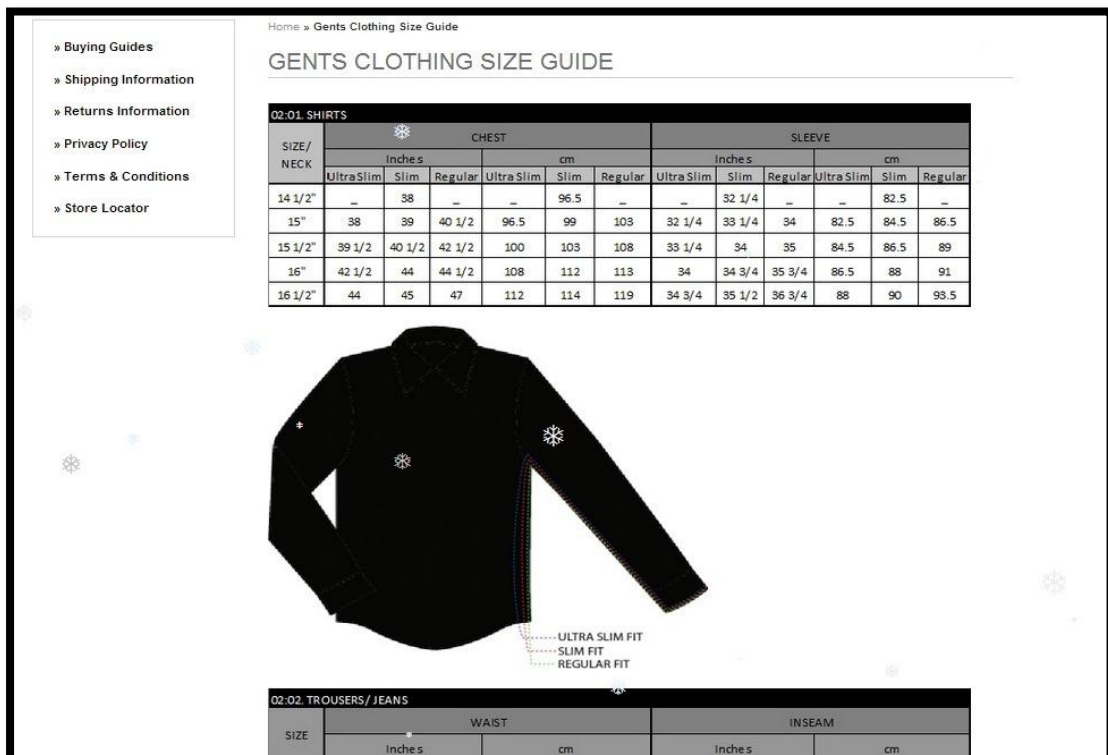 Home » Gents Clothing Size Guide
» Buying Guides
» Shipping Information
» Returns Information
» Privacy Policy
» Terms & Conditions
» Store Locator
GENTS CLOTHING SIZE GUIDE
02:01. SHIRTS
SIZE/ NECK CHEST SLEEVE
Inches cm Inches cm
Ultra Slim Slim Regular Ultra Slim Slim Regular Ultra Slim Slim Regular Ultra Slim Slim Regular
14 1/2" _ 38 _ _ 96.5 _ _ 32 1/4 _ _ 82.5 _
15" 38 39 40 1/2 96.5 99 103 32 1/4 33 1/4 34 82.5 84.5 86.5
15 1/2" 39 1/2 40 1/2 42 1/2 100 103 108 33 1/4 34 35 84.5 86.5 89
16" 42 1/2 44 44 1/2 108 112 113 34 34 3/4 35 3/4 86.5 88 91
16 1/2" 44 45 47 112 114 119 34 3/4 35 1/2 36 3/4 88 90 93.5
ULTRA SLIM FIT
SLIM FIT
REGULAR FIT
02:02. TROUSERS/ JEANS
SIZE WAIST INSEAM
Inches cm Inches cm